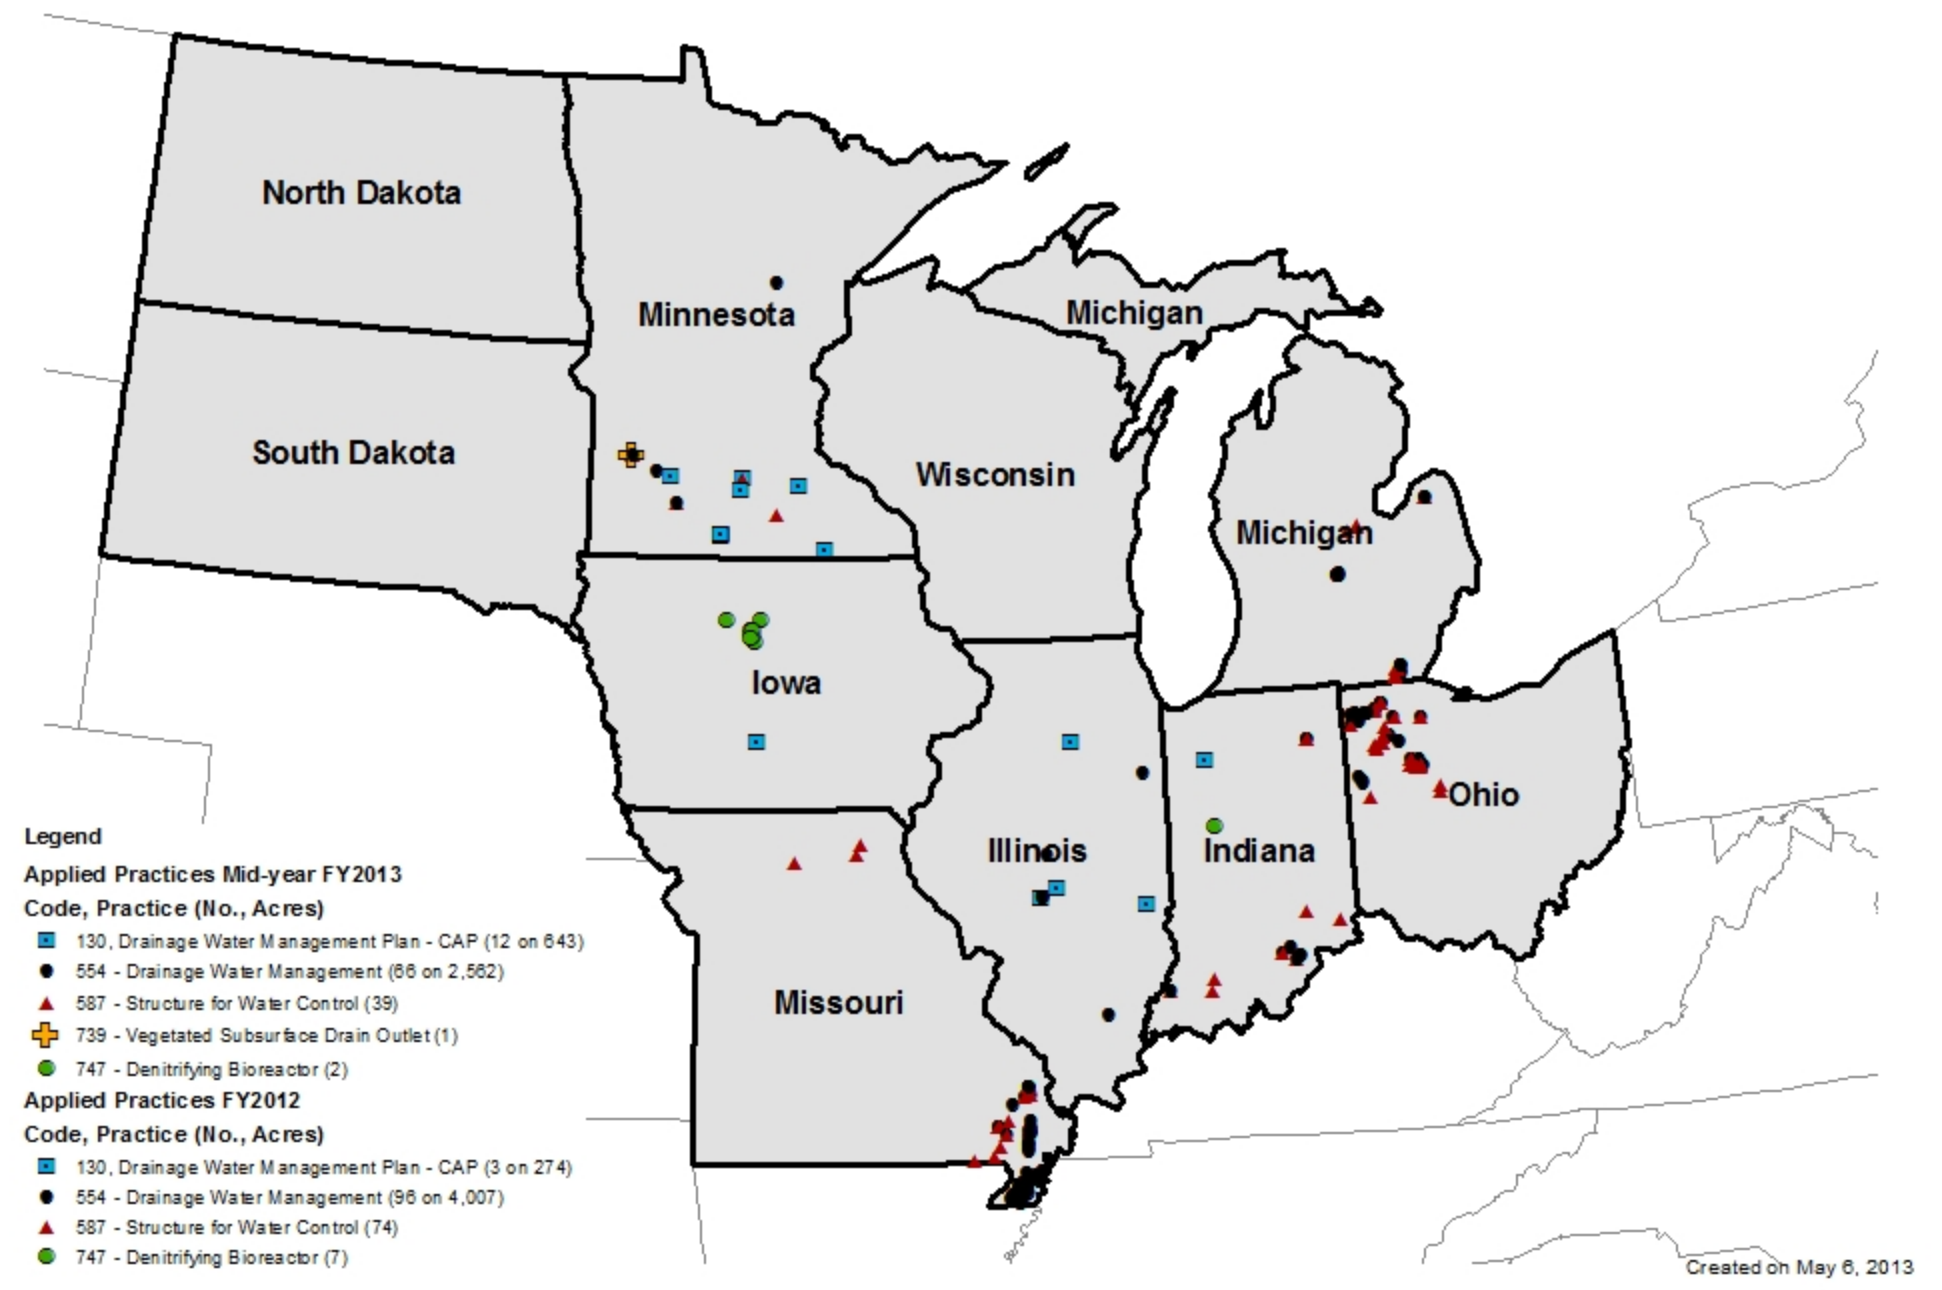 North Dakota
Minnesota
Michigan
South Dakota
Wisconsin
Michigan
Iowa
Ohio
Illinois
Indiana
Missouri
Legend
Applied Practices Mid-year FY2013
Code, Practice (No., Acres)
130, Drainage Water Management Plan - CAP (12 on 643)
554 - Drainage Water Management (66 on 2,562)
587 - Structure for Water Control (39)
739 - Vegetated Subsurface Drain Outlet (1)
747 - Denitrifying Bioreactor (2)
Applied Practices FY2012
Code, Practice (No., Acres)
130, Drainage Water Management Plan - CAP (3 on 274)
554 - Drainage Water Management (96 on 4,007)
587 - Structure for Water Control (74)
747 - Denitrifying Bioreactor (7)
Created on May 6, 2013